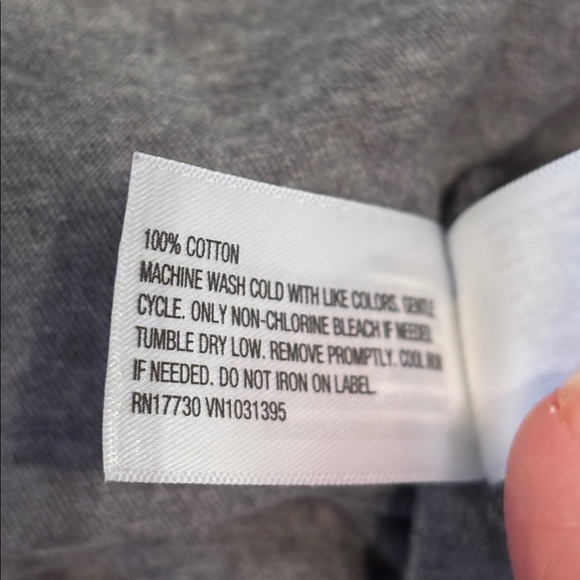 100% COTTON
MACHINE WASH COLD WITH LIKE COLORS. GENTLE
CYCLE. ONLY NON-CHLORINE BLEACH IF NEEDED.
TUMBLE DRY LOW. REMOVE PROMPTLY. COOL IRON
IF NEEDED. DO NOT IRON ON LABEL.
RN17730 VN1031395